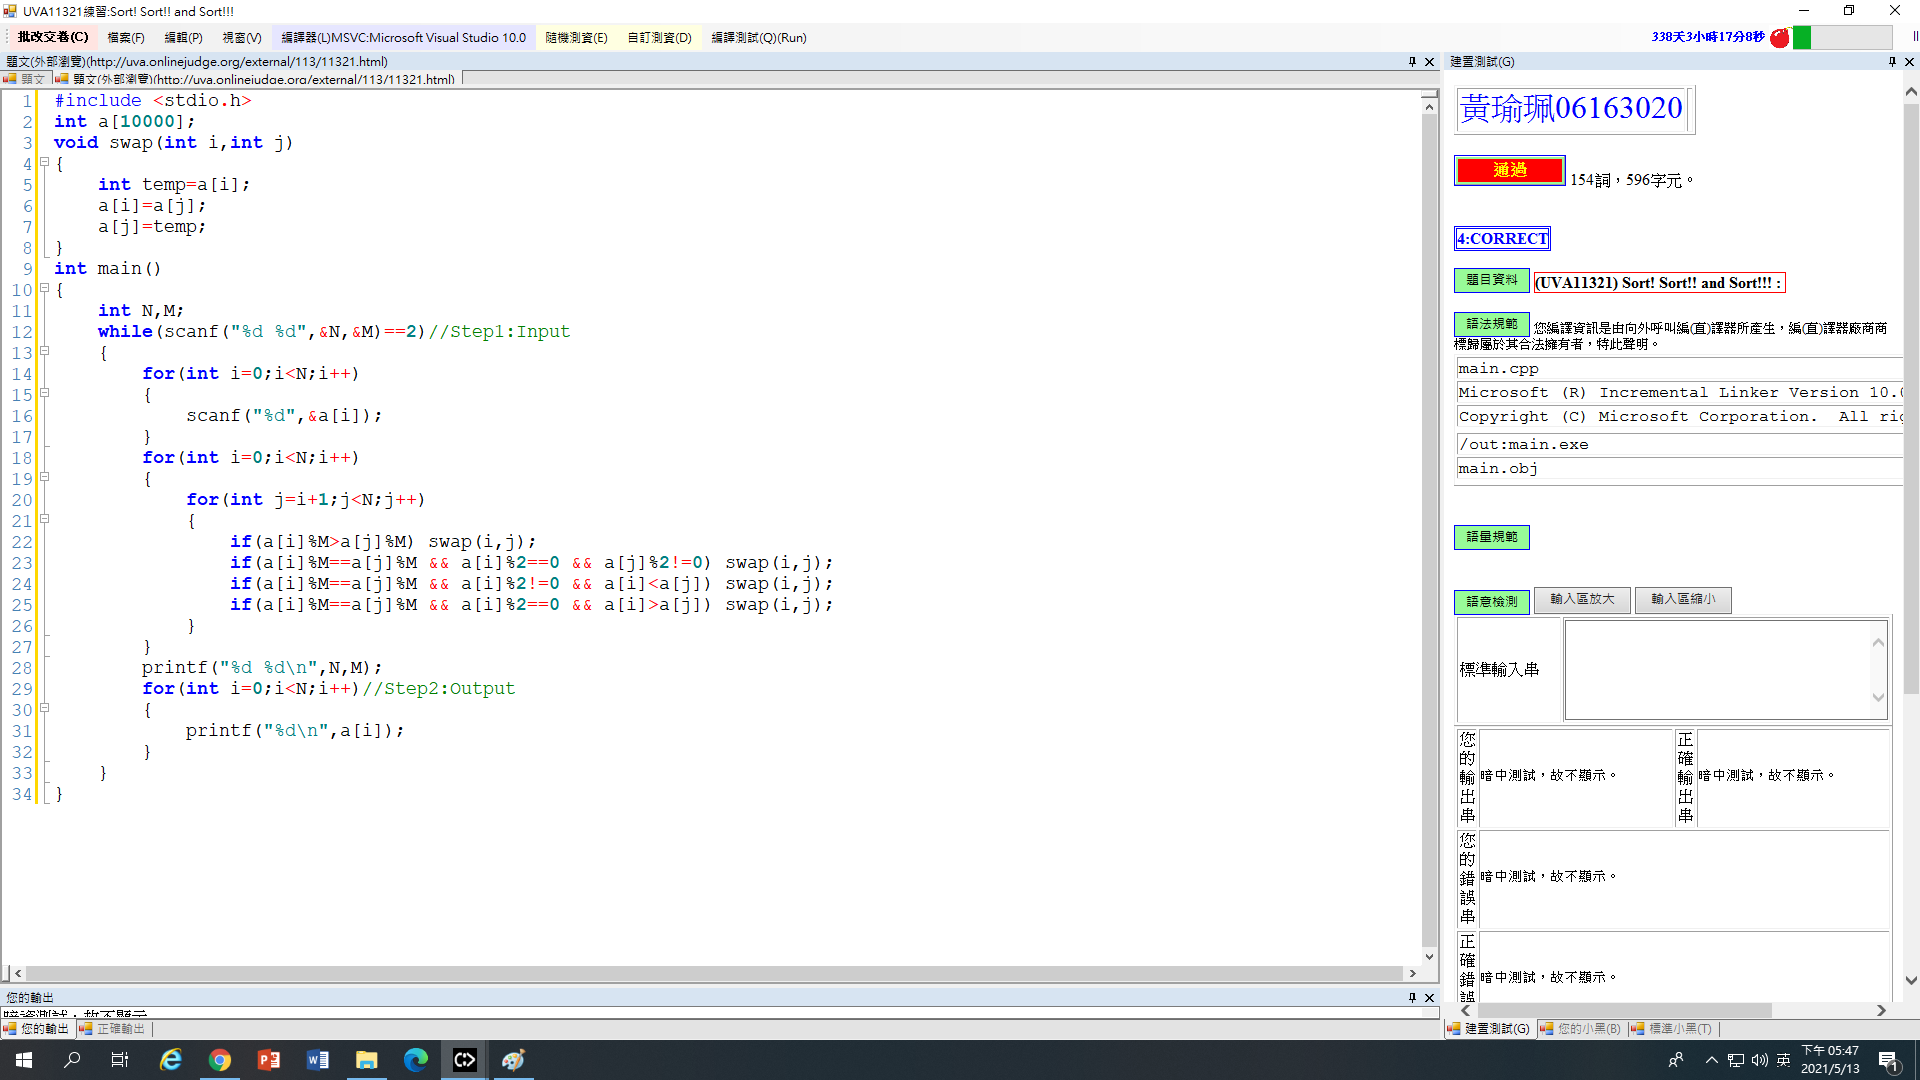 UVA11321練習:Sort! Sort!! and Sort!!!
批改交卷(C) 檔案(F) 編輯(P) 視窗(V) 編譯器(L)MSVC:Microsoft Visual Studio 10.0 隨機測資(E) 自訂測資(D) 編譯測試(Q)(Run) 338天3小時17分8秒
題文(外部瀏覽)(http://uva.onlinejudge.org/external/113/11321.html)
題文 題文(外部瀏覽)(http://uva.onlinejudge.org/external/113/11321.html)
1 #include <stdio.h>
2 int a[10000];
3 void swap(int i,int j)
4 {
5 int temp=a[i];
6 a[i]=a[j];
7 a[j]=temp;
8 }
9 int main()
10 {
11 int N,M;
12 while(scanf("%d %d",&N,&M)==2)//Step1:Input
13 {
14 for(int i=0;i<N;i++)
15 {
16 scanf("%d",&a[i]);
17 }
18 for(int i=0;i<N;i++)
19 {
20 for(int j=i+1;j<N;j++)
21 {
22 if(a[i]%M>a[j]%M) swap(i,j);
23 if(a[i]%M==a[j]%M && a[i]%2==0 && a[j]%2!=0) swap(i,j);
24 if(a[i]%M==a[j]%M && a[i]%2!=0 && a[i]<a[j]) swap(i,j);
25 if(a[i]%M==a[j]%M && a[i]%2==0 && a[i]>a[j]) swap(i,j);
26 }
27 }
28 printf("%d %d\n",N,M);
29 for(int i=0;i<N;i++)//Step2:Output
30 {
31 printf("%d\n",a[i]);
32 }
33 }
34 }
您的輸出
暗盜測試，故不顯示
您的輸出 正確輸出
建置測試(G)
黃瑜珮06163020
通過 154詞，596字元。
4:CORRECT
題目資料 (UVA11321) Sort! Sort!! and Sort!!! :
語法規範 您編譯資訊是由向外呼叫編(直)譯器所產生，編(直)譯器廠商商
標歸屬於其合法擁有者，特此聲明。
main.cpp
Microsoft (R) Incremental Linker Version 10.0
Copyright (C) Microsoft Corporation. All rig
/out:main.exe
main.obj
語量規範
語意檢測 輸入區放大 輸入區縮小
標準輸入串
您的輸出串 暗中測試，故不顯示。 正確輸出串 暗中測試，故不顯示。
您的錯誤串 暗中測試，故不顯示。
正確錯誤 暗中測試，故不顯示。
建置測試(G) 您的小黑(B) 標準小黑(T)
英 下午 05:47
2021/5/13
1